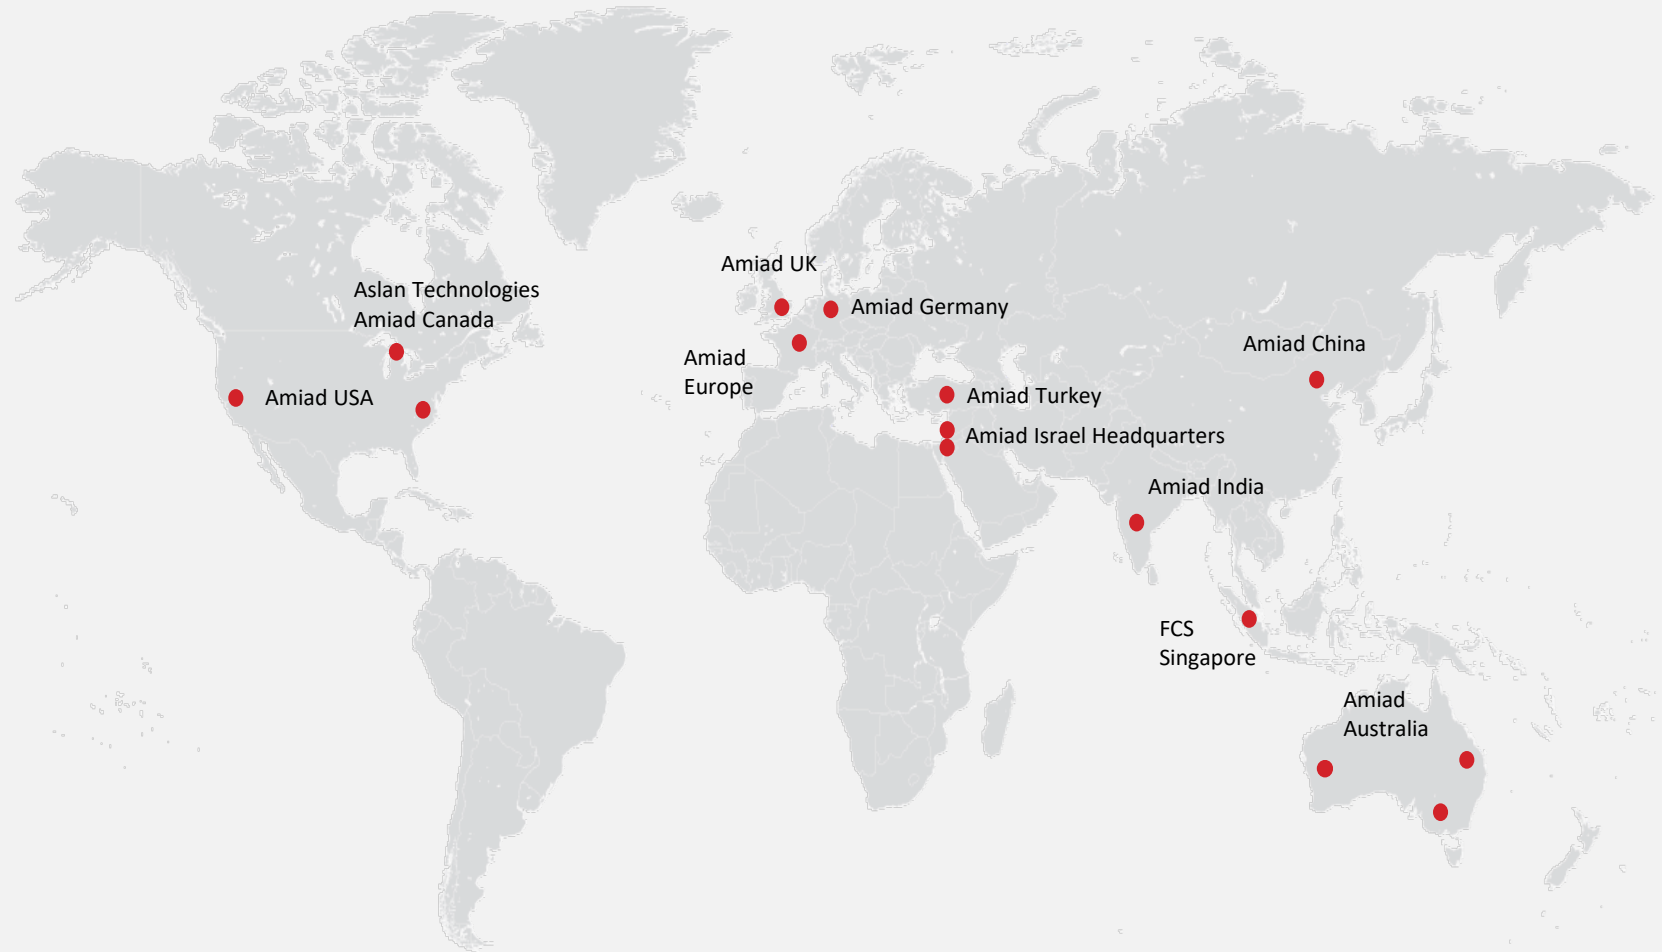 Amiad UK
Aslan Technologies
Amiad Canada
Amiad Germany
Amiad China
Amiad
Europe
Amiad USA
Amiad Turkey
Amiad Israel Headquarters
Amiad India
FCS
Singapore
Amiad
Australia